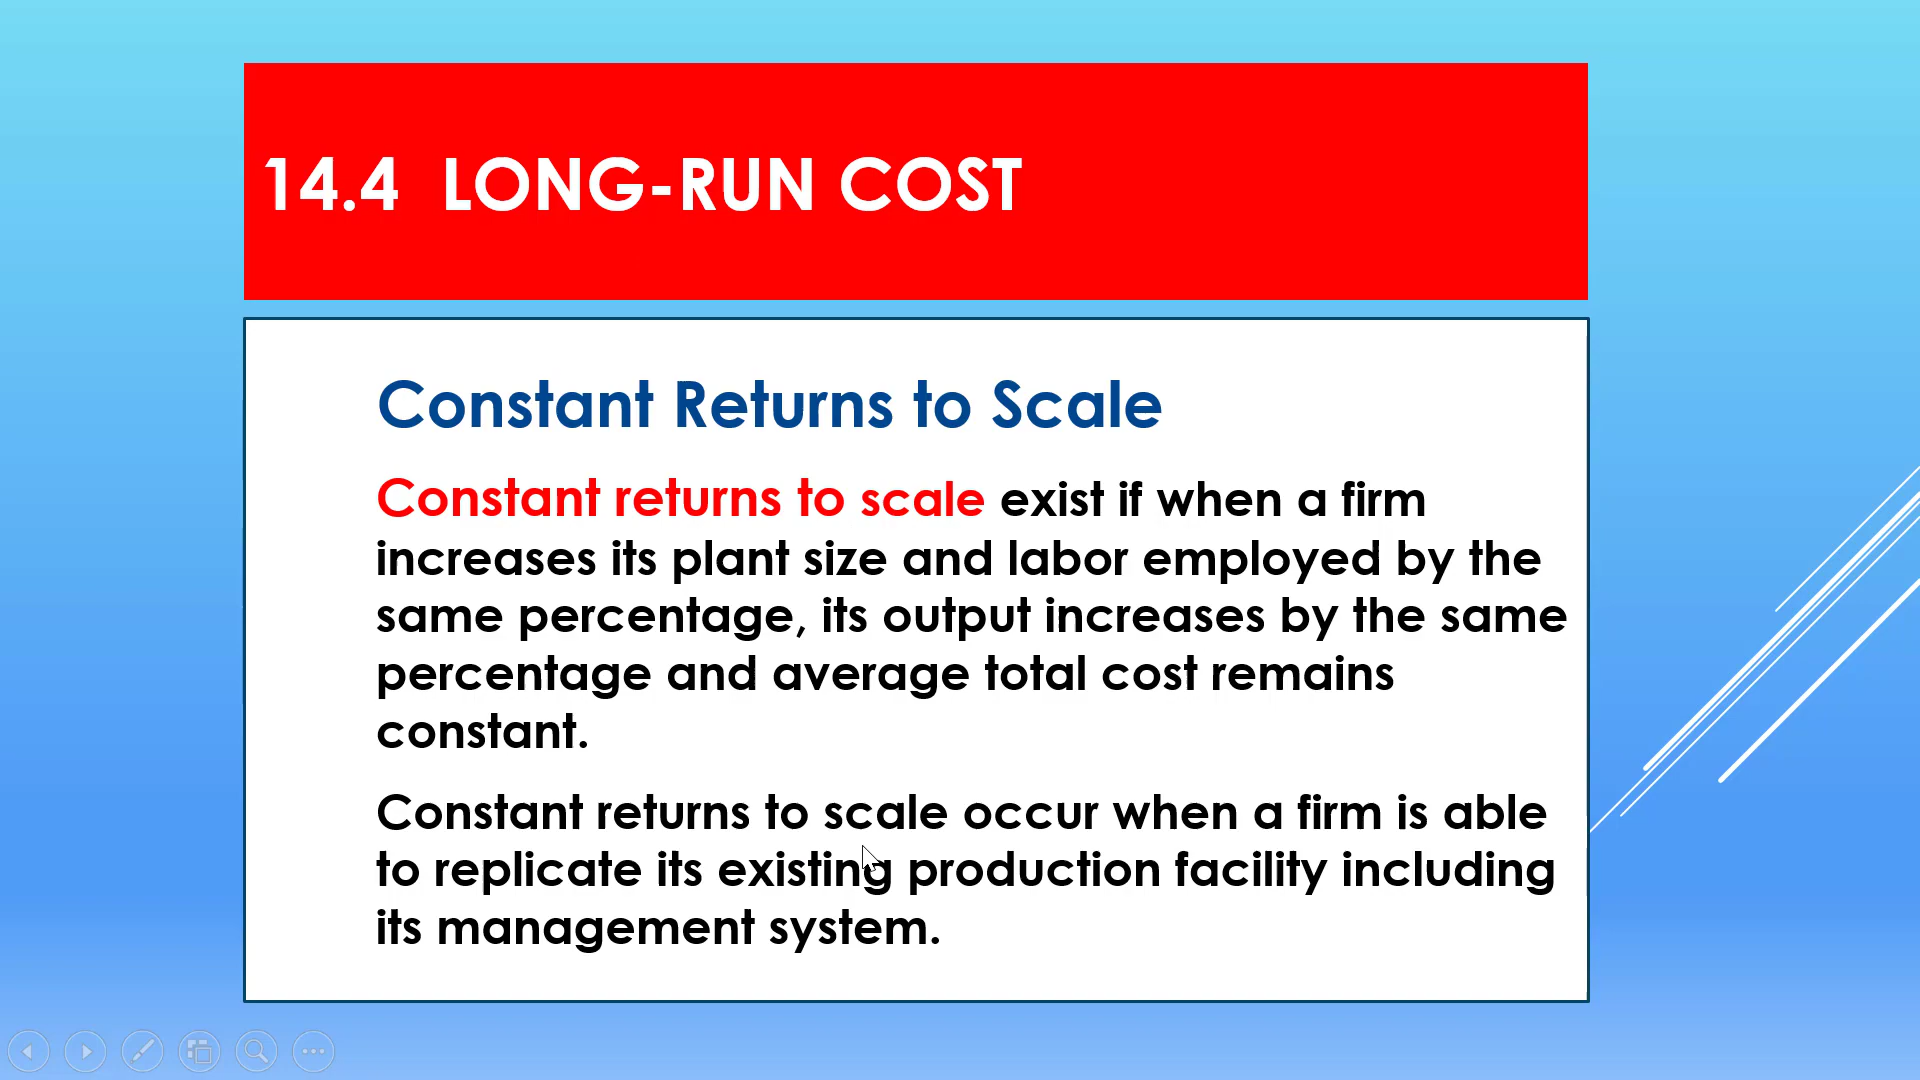 14.4 LONG-RUN COST
Constant Returns to Scale
Constant returns to scale exist if when a firm
increases its plant size and labor employed by the
same percentage, its output increases by the same
percentage and average total cost remains
constant.
Constant returns to scale occur when a firm is able
to replicate its existing production facility including
its management system.